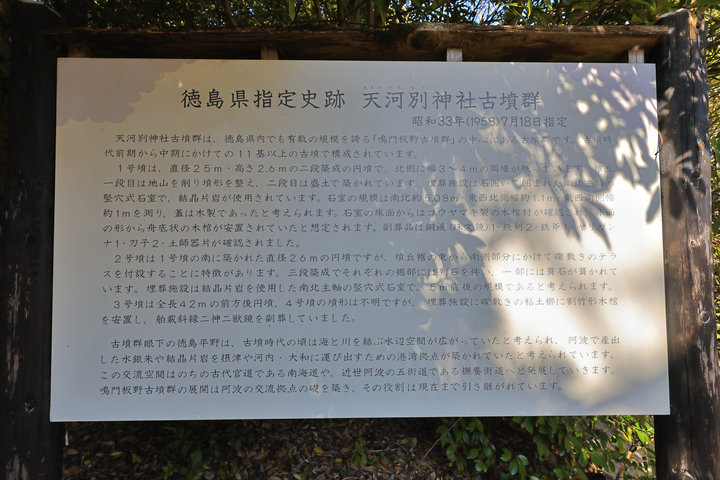 徳島県指定史跡 天河別神社古墳群
昭和33年(1958)7月18日指定
天河別神社古墳群は、徳島県内でも有数の規模を誇る「鳴門板野古墳群」の中心にある古墳群です。古墳時
代前期から中期にかけての11基以上の古墳で構成されています。
1号墳は、直径25m・高さ2.6mの二段築成の円墳で、北側に幅3〜4mの周壕が
一段目は地山を削り墳形を整え、二段目は盛土で築かれています。埋葬施設は石囲いで囲まれた南北
竪穴式石室で、結晶片岩が使用されています。石室の規模は南北約5.08m・東西北側幅約1.1m・東西南側幅
約1mを測り、蓋は木製であったと考えられます。石室の床面からはコウヤマキ製の木棺材が確認され、床面
の形から舟底状の木棺が安置されていたと想定されます。副葬品は銅鏡(珠文鏡)1・鉄剣2・鉄斧1・ヤリガン
ナ1・刀子2・土師器片が確認されました。
2号墳は1号墳の南に築かれた直径26mの円墳ですが、墳丘裾の東から南側部分にかけて礫敷きのテラ
スを付設することに特徴があります。三段築成でそれぞれの裾部には列石を伴い、一部には葺石が葺かれて
います。埋葬施設は結晶片岩を使用した南北主軸の竪穴式石室で、5m前後の規模であると考えられます。
3号墳は全長42mの前方後円墳、4号墳の墳形は不明ですが、埋葬施設に礫敷きの粘土槨に割竹形木棺
を安置し、舶載斜縁二神二獣鏡を副葬していました。
古墳群眼下の徳島平野は、古墳時代の頃は海と川を結ぶ水辺空間が広がっていたと考えられ、阿波で産出
した水銀朱や結晶片岩を摂津や河内・大和に運び出すための港湾拠点が築かれていたと考えられています。
この交流空間はのちの古代官道である南海道や、近世阿波の五街道である撫養街道へと発展していきます。
鳴門板野古墳群の展開は阿波の交流拠点の礎を築き、その役割は現在まで引き継がれています。